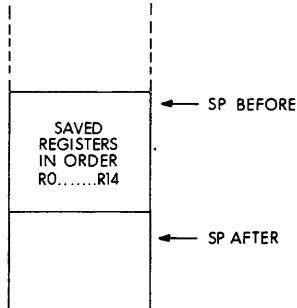 SP BEFORE
SAVED
REGISTERS
IN ORDER
R0.......R14
SP AFTER